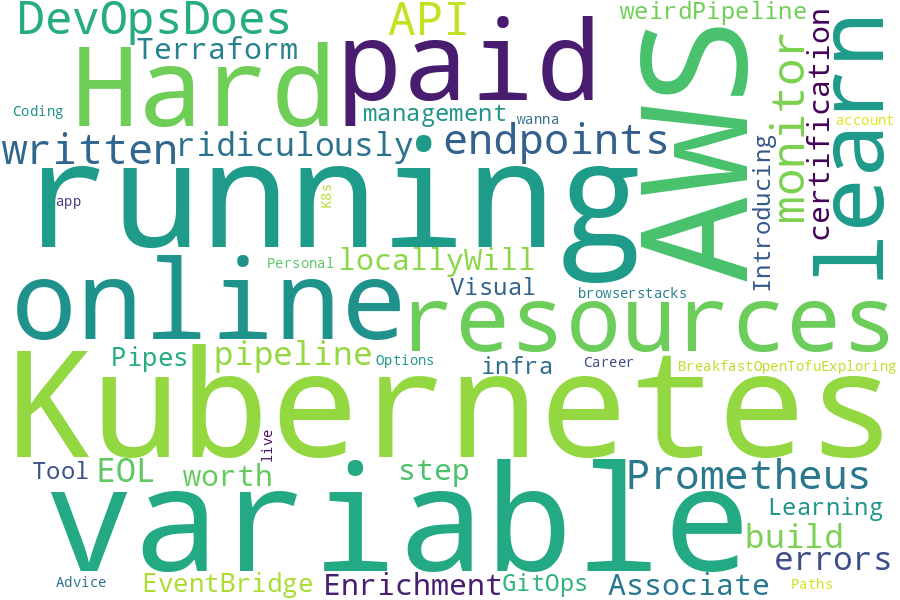 DevOpsDoes
API
weirdPipeline
Terraform
Hard
paid
AWS
monitor
certification
learn
Coding
management
wanna
account
written
ridiculously
endpoints
Introducing
running
app
K8s
Personal
locallyWill
online
Visual
browserstacks
resources
Pipes
pipeline
Options
infra
Career
BreakfastOpenTofuExploring
Kubernetes
live
Tool
EOL
worth
step
Prometheus
variable
Learning
build
errors
Advice
EventBridge
Enrichment
GitOps
Associate
Paths